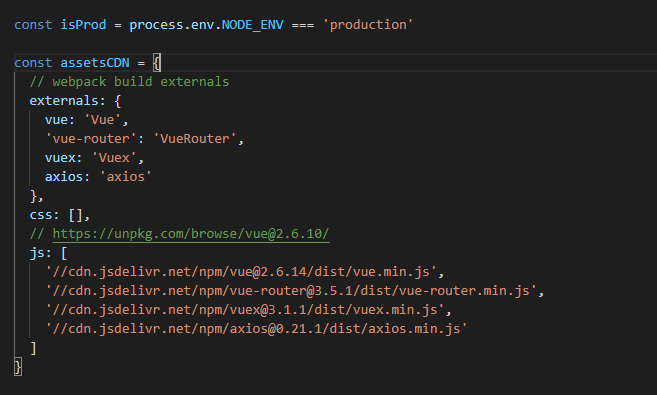 const isProd = process.env.NODE_ENV === 'production'
const assetsCDN = {
// webpack build externals
externals: {
vue: 'Vue',
'vue-router': 'VueRouter',
vuex: 'Vuex',
axios: 'axios'
},
css: [],
// https://unpkg.com/browse/vue@2.6.10/
js: [
'//cdn.jsdelivr.net/npm/vue@2.6.14/dist/vue.min.js',
'//cdn.jsdelivr.net/npm/vue-router@3.5.1/dist/vue-router.min.js',
'//cdn.jsdelivr.net/npm/vuex@3.1.1/dist/vuex.min.js',
'//cdn.jsdelivr.net/npm/axios@0.21.1/dist/axios.min.js'
]
}